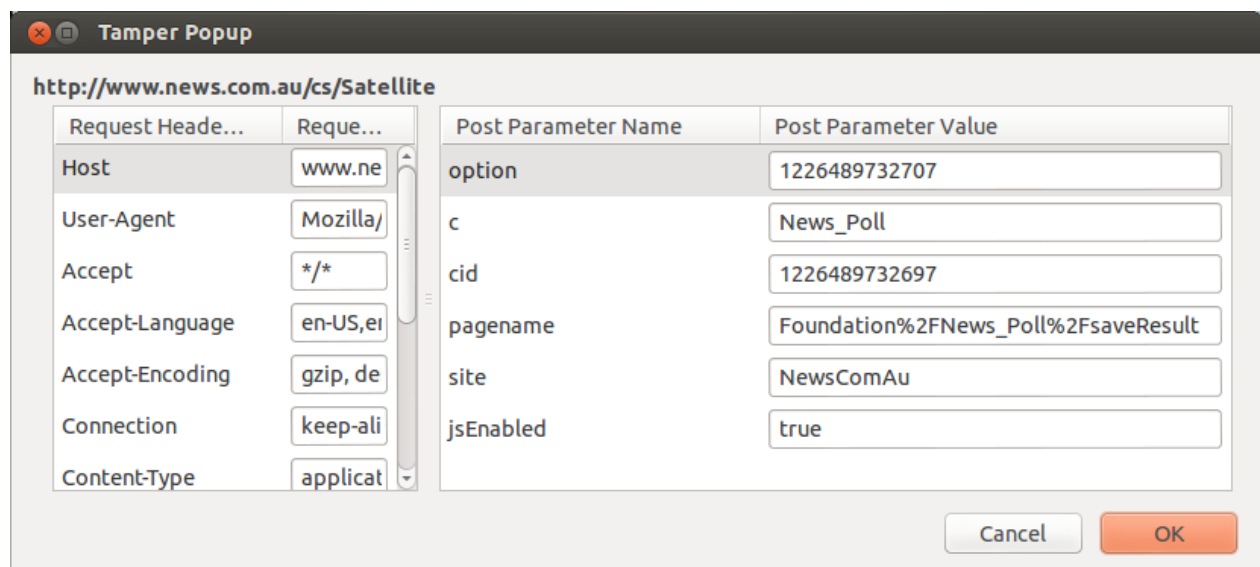 Tamper Popup
http://www.news.com.au/cs/Satellite
Request Heade... Reque... Post Parameter Name Post Parameter Value
Host www.ne option 1226489732707
User-Agent Mozilla/ c News_Poll
Accept */* cid 1226489732697
Accept-Language en-US,en pagename Foundation%2FNews_Poll%2FsaveResult
Accept-Encoding gzip, de site NewsComAu
Connection keep-ali jsEnabled true
Content-Type applicat
Cancel OK